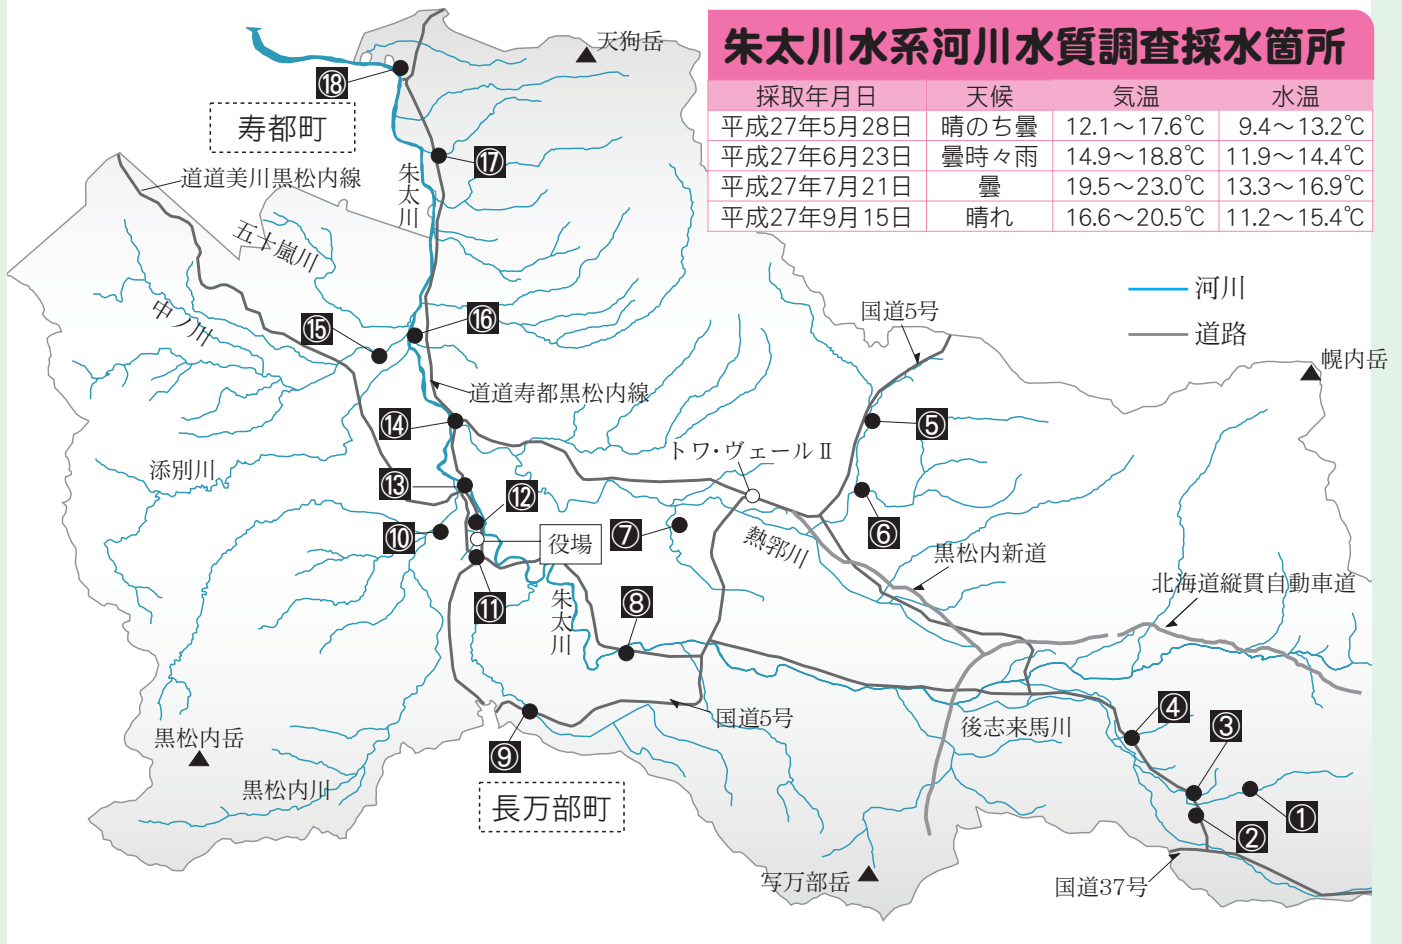 朱太川水系河川水質調査採水箇所
採取年月日 天候 気温 水温
平成27年5月28日 晴のち曇 12.1～17.6℃ 9.4～13.2℃
平成27年6月23日 曇時々雨 14.9～18.8℃ 11.9～14.4℃
平成27年7月21日 曇 19.5～23.0℃ 13.3～16.9℃
平成27年9月15日 晴れ 16.6～20.5℃ 11.2～15.4℃
天狗岳
⑱
寿都町
⑰
朱太川
道道美川黒松内線
五十嵐川
中ノ川
⑮
⑯
河川
道路
国道5号
幌内岳
道道寿都黒松内線
⑭
⑤
トワ・ヴェールⅡ
添別川
⑬
⑫
⑩
役場
⑦
⑥
熱郛川
黒松内新道
北海道縦貫自動車道
⑪
朱太川
⑧
国道5号
後志来馬川
④
③
黒松内岳
⑨
黒松内川
長万部町
①
②
写万部岳
国道37号